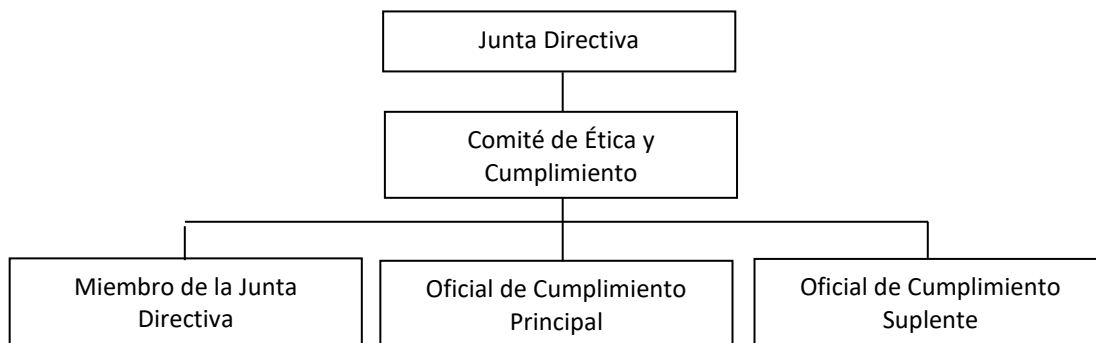 Junta Directiva
Comité de Ética y
Cumplimiento
Miembro de la Junta
Directiva
Oficial de Cumplimiento
Principal
Oficial de Cumplimiento
Suplente